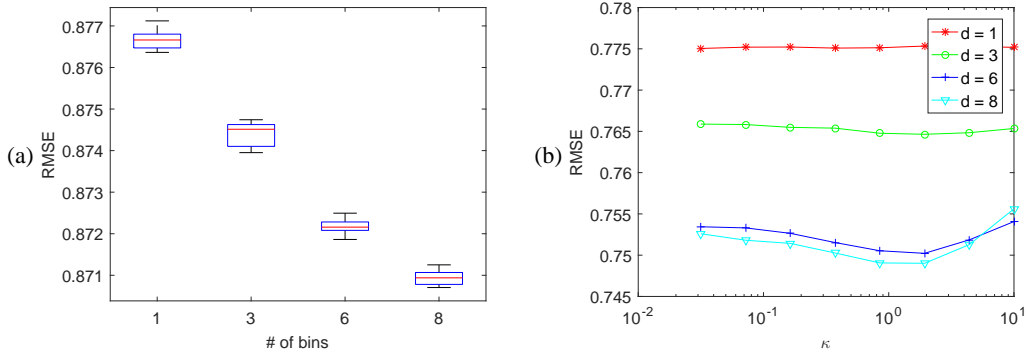 (a)
RMSE
0.877
0.876
0.875
0.874
0.873
0.872
0.871
1 3 6 8
# of bins
(b)
RMSE
0.78
0.775
0.77
0.765
0.76
0.755
0.75
0.745
10^-2 10^-1 10^0 10^1
κ
d = 1
d = 3
d = 6
d = 8